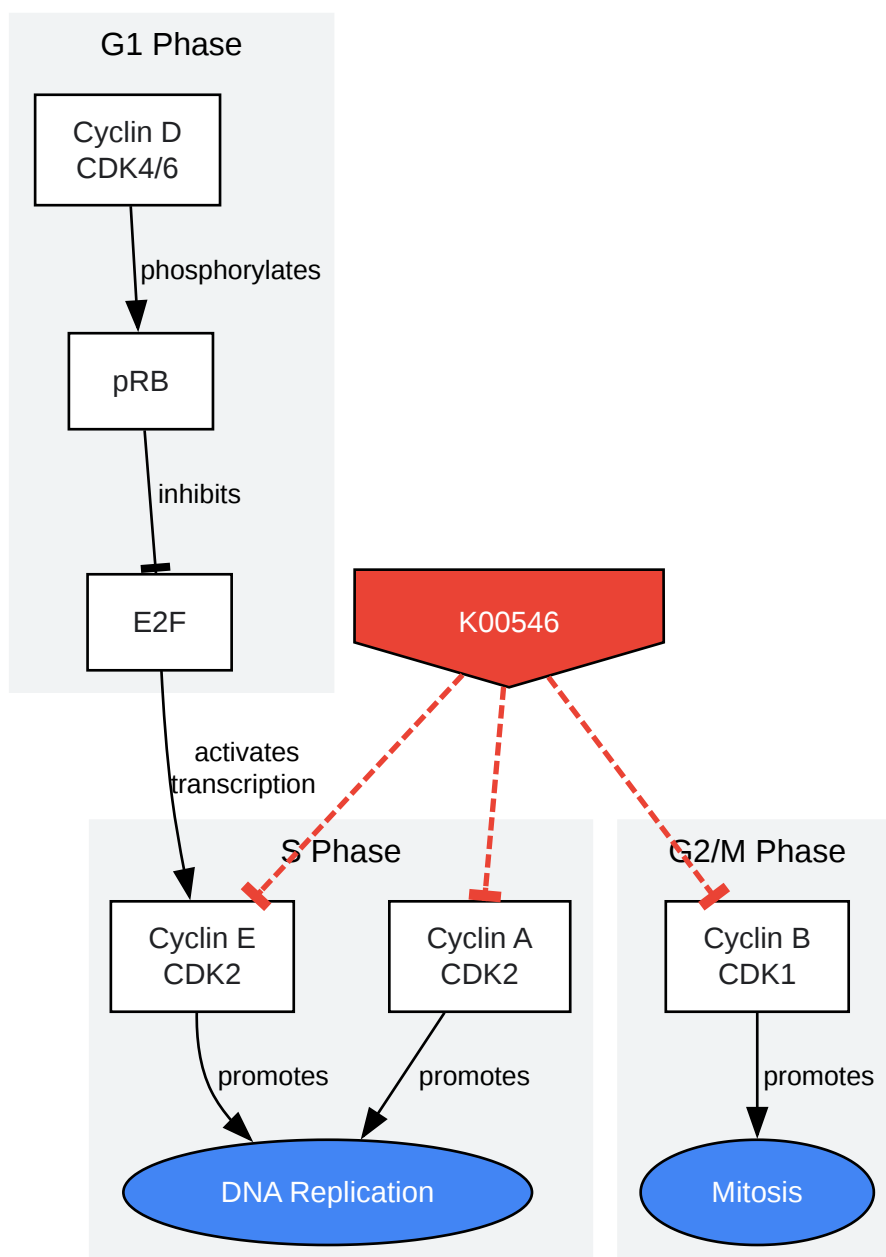 G1 Phase
Cyclin D
CDK4/6
phosphorylates
pRB
inhibits
E2F
K00546
activates
transcription
S Phase
G2/M Phase
Cyclin E
CDK2
Cyclin A
CDK2
Cyclin B
CDK1
promotes
promotes
promotes
DNA Replication
Mitosis